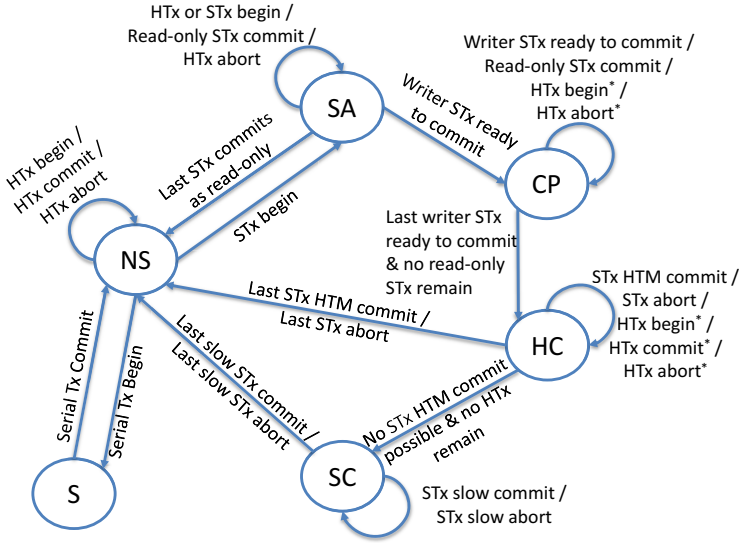 HTx or STx begin /
Read-only STx commit /
HTx abort
SA
Writer STx ready
to commit
Writer STx ready to commit /
Read-only STx commit /
HTx begin* /
HTx abort*
CP
HTx begin /
HTx commit /
HTx abort
NS
Last STx commits
as read-only
STx begin
Last writer STx
ready to commit
& no read-only
STx remain
Last STx HTM commit /
Last STx abort
HC
STx HTM commit /
STx abort /
HTx begin* /
HTx commit* /
HTx abort*
Last slow STx commit /
Last slow STx abort
No STx HTM commit
possible & no HTx
remain
Serial Tx Commit
Serial Tx Begin
S
SC
STx slow commit /
STx slow abort